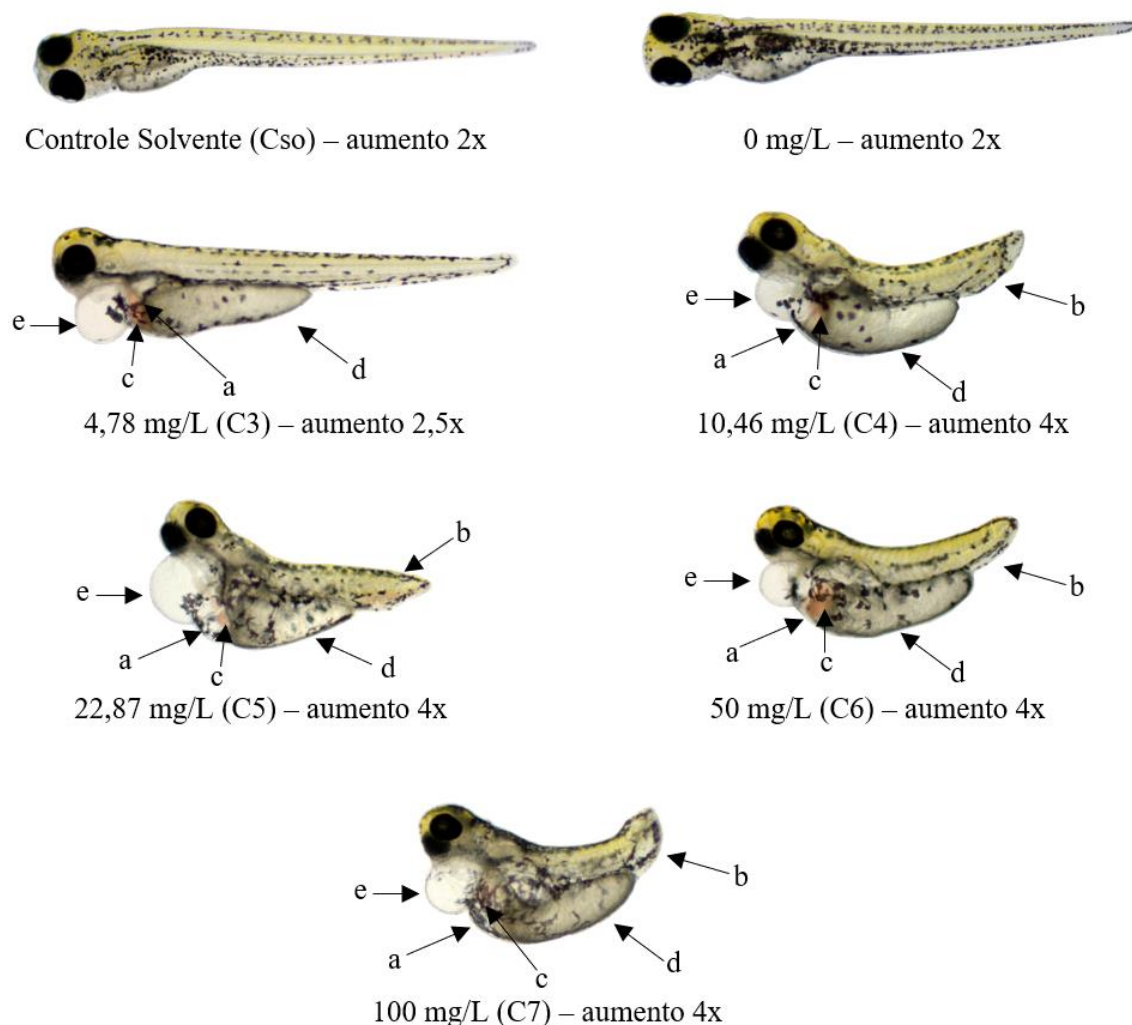 Controle Solvente (Cso) – aumento 2x
0 mg/L – aumento 2x
e
c
a
d
4,78 mg/L (C3) – aumento 2,5x
e
a
c
d
b
10,46 mg/L (C4) – aumento 4x
e
a
c
d
b
22,87 mg/L (C5) – aumento 4x
e
a
c
d
b
50 mg/L (C6) – aumento 4x
e
a
c
d
b
100 mg/L (C7) – aumento 4x